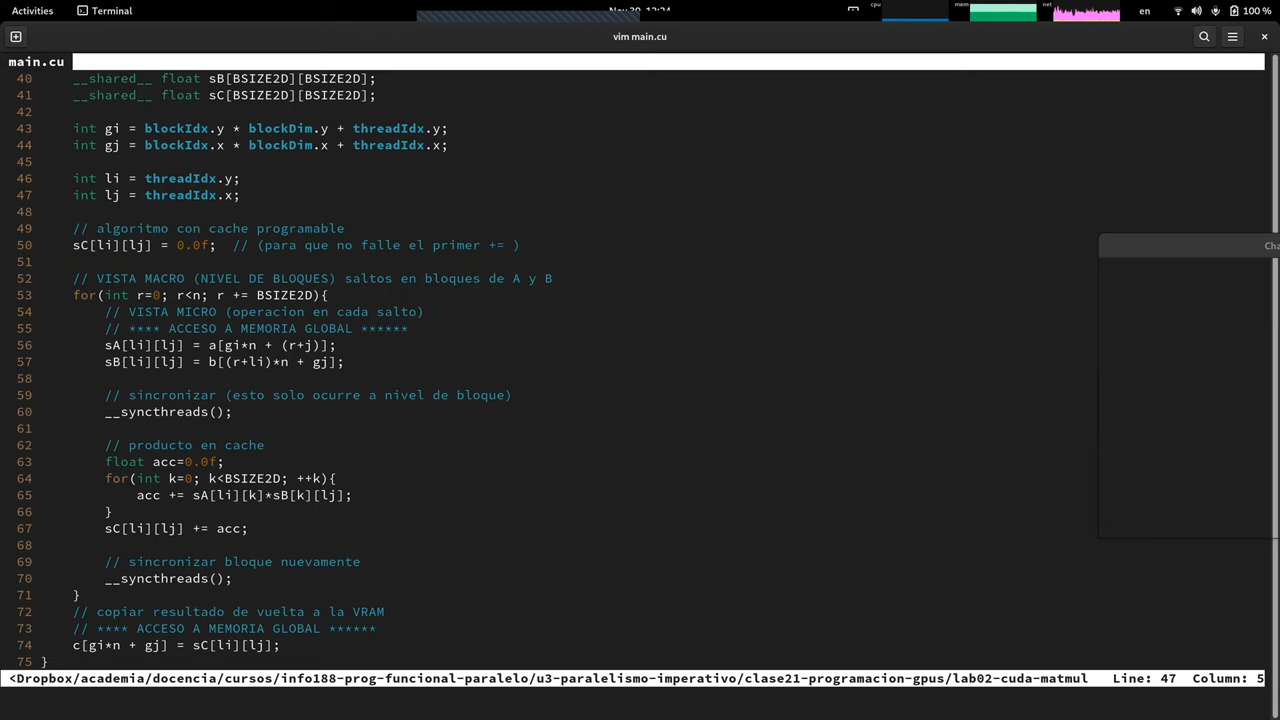 Activities Terminal cpu mem net en 100 %
vim main.cu
main.cu
Cha
40 __shared__ float sB[BSIZE2D][BSIZE2D];
41 __shared__ float sC[BSIZE2D][BSIZE2D];
42
43 int gi = blockIdx.y * blockDim.y + threadIdx.y;
44 int gj = blockIdx.x * blockDim.x + threadIdx.x;
45
46 int li = threadIdx.y;
47 int lj = threadIdx.x;
48
49 // algoritmo con cache programable
50 sC[li][lj] = 0.0f; // (para que no falle el primer += )
51
52 // VISTA MACRO (NIVEL DE BLOQUES) saltos en bloques de A y B
53 for(int r=0; r<n; r += BSIZE2D){
54 // VISTA MICRO (operacion en cada salto)
55 // **** ACCESO A MEMORIA GLOBAL ******
56 sA[li][lj] = a[gi*n + (r+j)];
57 sB[li][lj] = b[(r+li)*n + gj];
58
59 // sincronizar (esto solo ocurre a nivel de bloque)
60 __syncthreads();
61
62 // producto en cache
63 float acc=0.0f;
64 for(int k=0; k<BSIZE2D; ++k){
65 acc += sA[li][k]*sB[k][lj];
66 }
67 sC[li][lj] += acc;
68
69 // sincronizar bloque nuevamente
70 __syncthreads();
71 }
72 // copiar resultado de vuelta a la VRAM
73 // **** ACCESO A MEMORIA GLOBAL ******
74 c[gi*n + gj] = sC[li][lj];
75 }
<Dropbox/academia/docencia/cursos/info188-prog-funcional-paralelo/u3-paralelismo-imperativo/clase21-programacion-gpus/lab02-cuda-matmul Line: 47 Column: 5